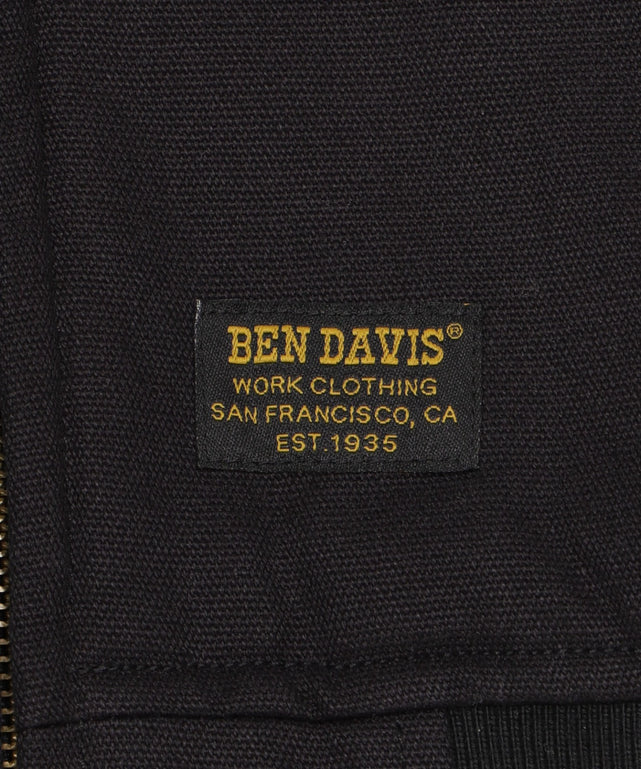 BEN DAVIS®
WORK CLOTHING
SAN FRANCISCO, CA
EST.1935